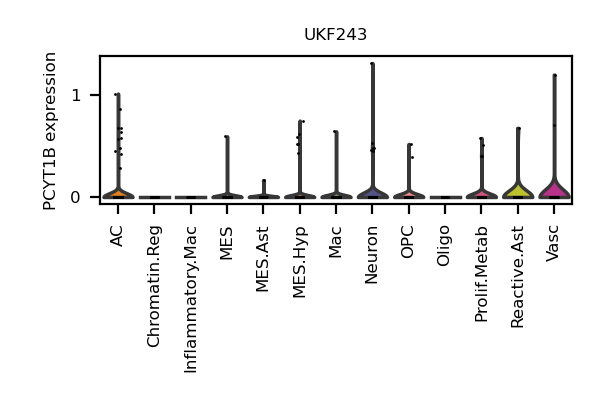 UKF243
PCYT1B expression
1
0
AC
Chromatin.Reg
Inflammatory.Mac
MES
MES.Ast
MES.Hyp
Mac
Neuron
OPC
Oligo
Prolif.Metab
Reactive.Ast
Vasc